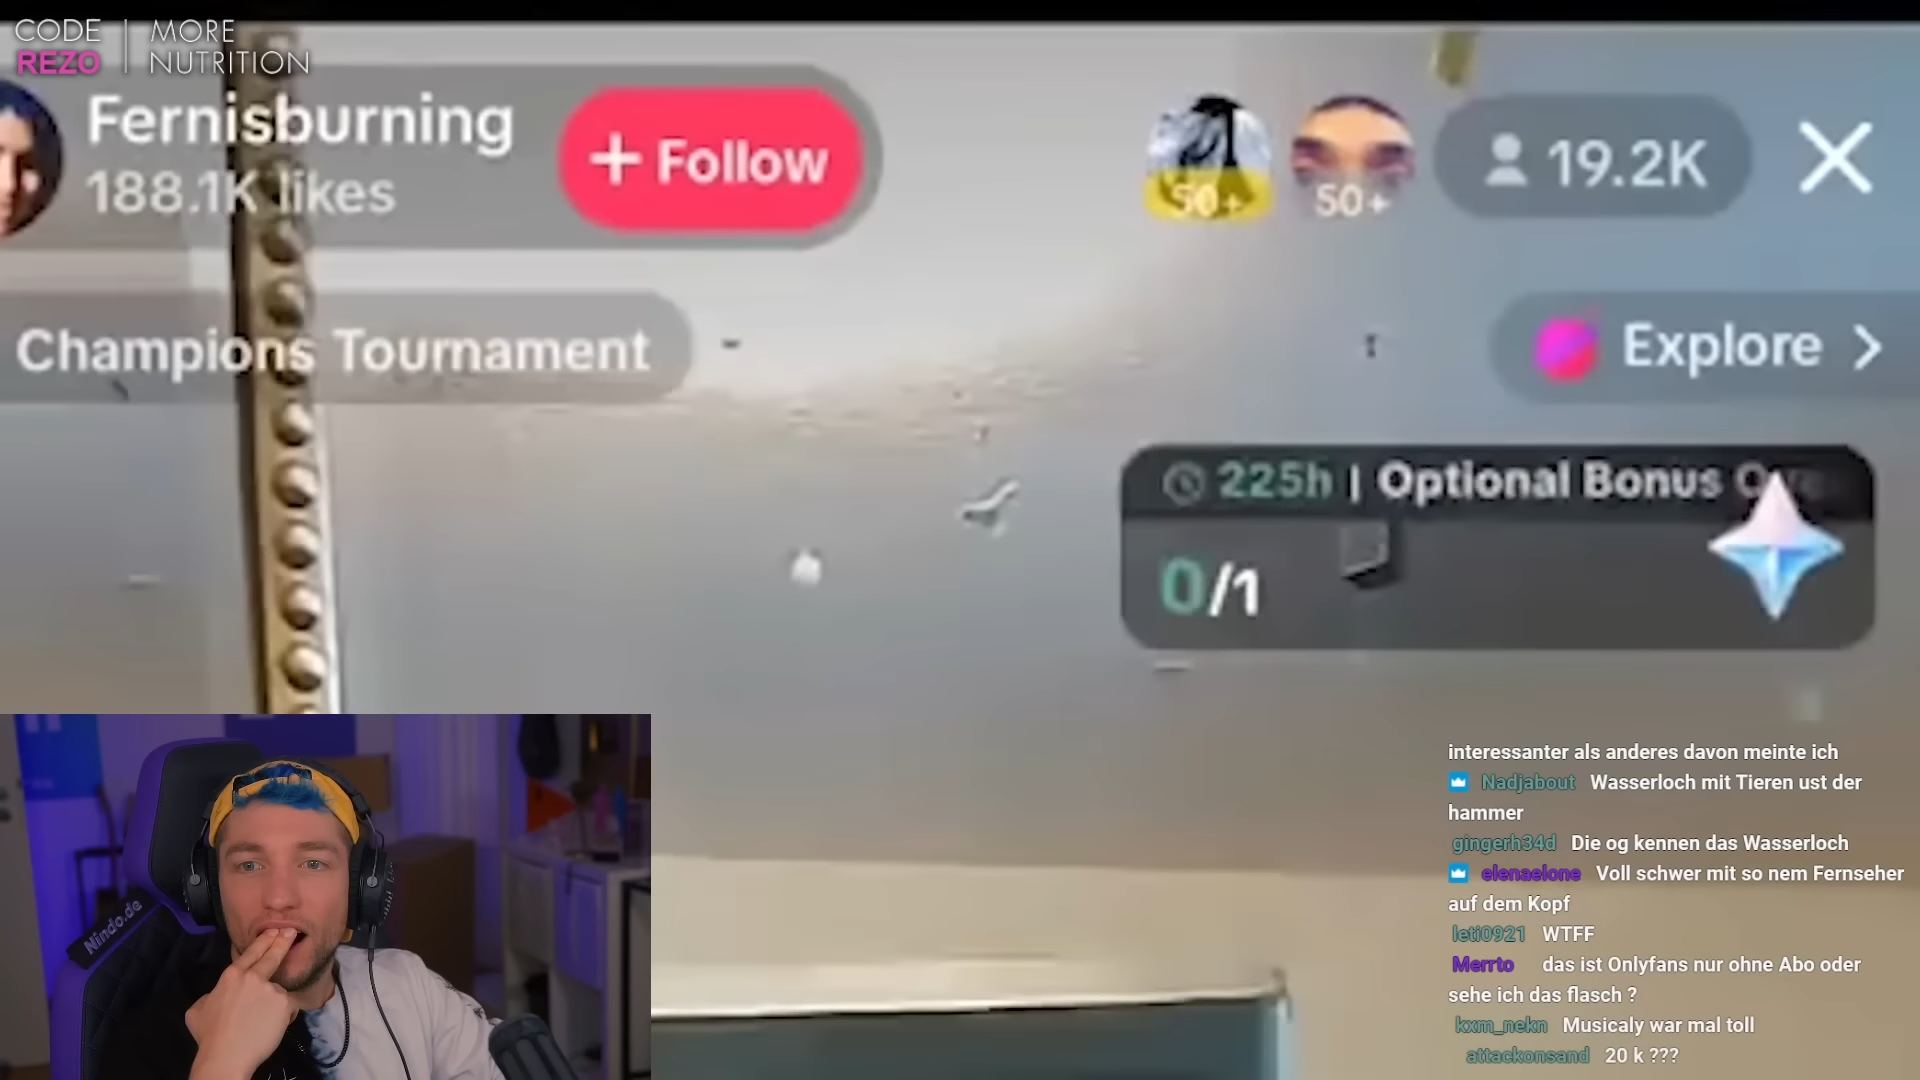 CODE
REZO
MORE
NUTRITION
Fernisburning
188.1K likes
+ Follow
50+
50+
19.2K
Champions Tournament
Explore >
225h | Optional Bonus
0/1
Nindo.de
interessanter als anderes davon meinte ich
Nadjabout Wasserloch mit Tieren ust der
hammer
gingerh34d Die og kennen das Wasserloch
elenaelone Voll schwer mit so nem Fernseher
auf dem Kopf
leti0921 WTFF
Merrto das ist Onlyfans nur ohne Abo oder
sehe ich das flasch ?
kxm_nekn Musicaly war mal toll
attackonsand 20 k ???